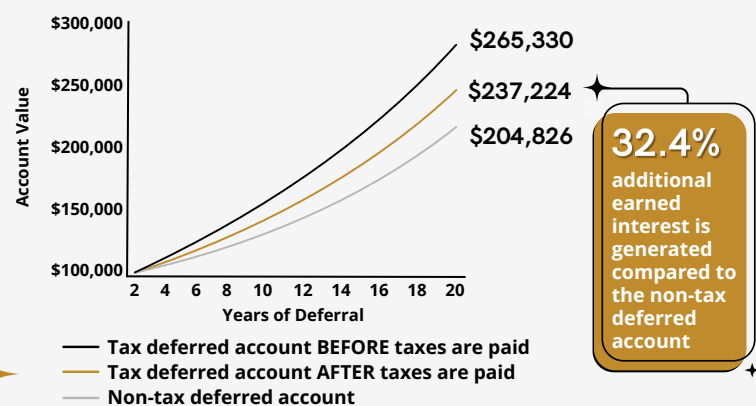 $300,000
$250,000
$200,000
$150,000
$100,000
Account Value
2 4 6 8 10 12 14 16 18 20
Years of Deferral
$265,330
$237,224
$204,826
32.4%
additional
earned
interest is
generated
compared to
the non-tax
deferred
account
Tax deferred account BEFORE taxes are paid
Tax deferred account AFTER taxes are paid
Non-tax deferred account